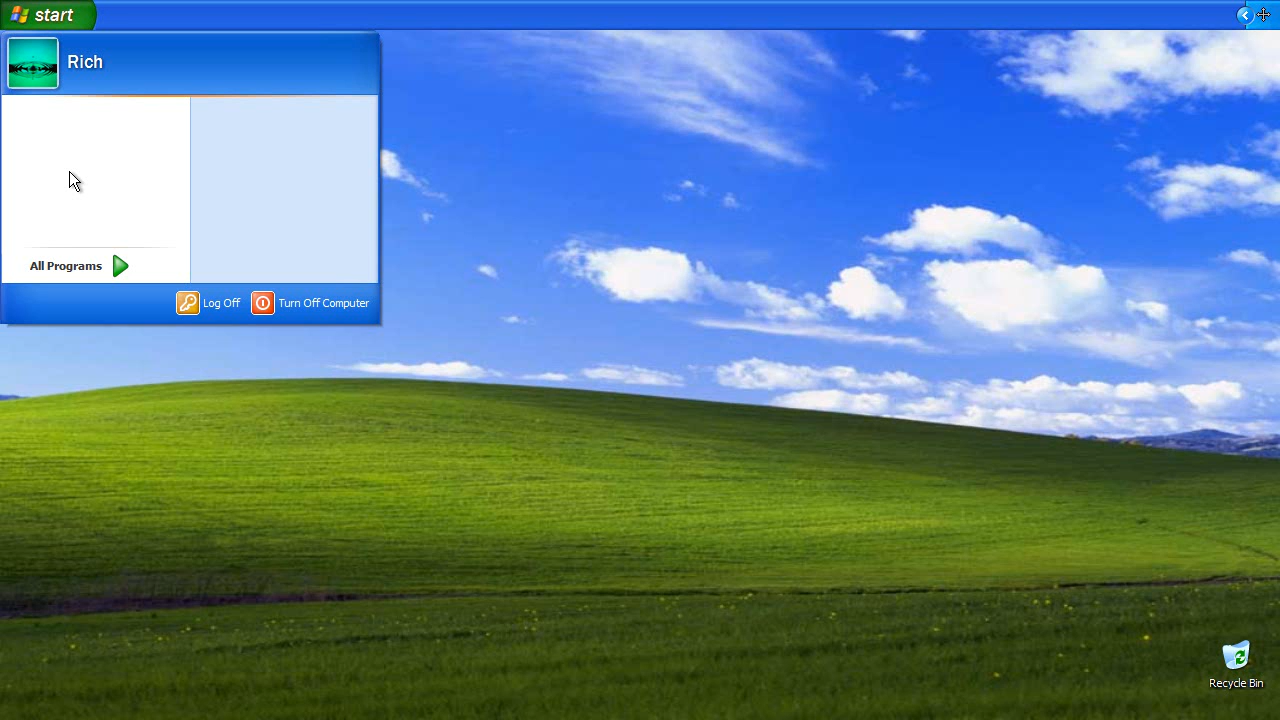 start
Rich
All Programs
Log Off
Turn Off Computer
Recycle Bin